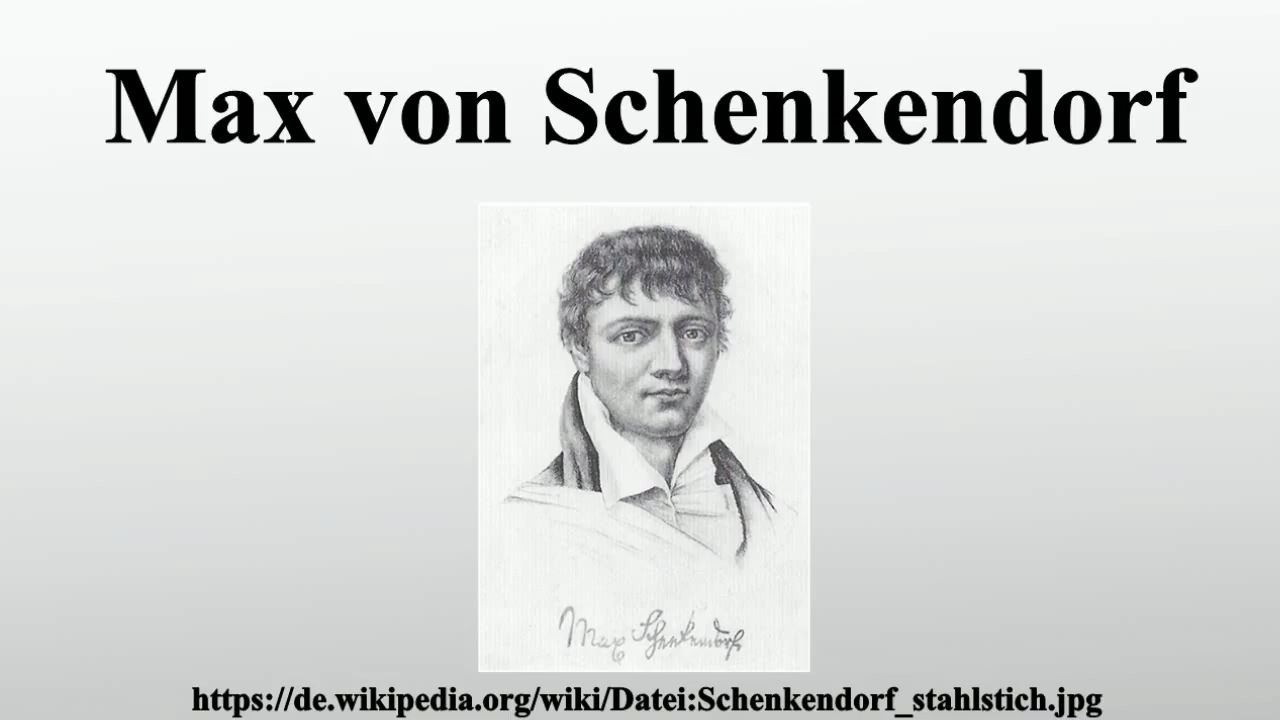 Max von Schenkendorf
Max Schenkendorf
https://de.wikipedia.org/wiki/Datei:Schenkendorf_stahlstich.jpg